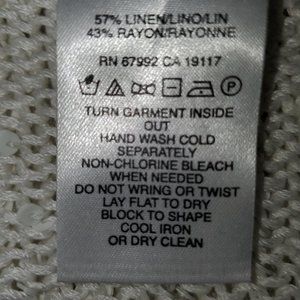 57% LINEN/LINO/LIN
43% RAYON/RAYONNE
RN 67992 CA 19117
TURN GARMENT INSIDE
OUT
HAND WASH COLD
SEPARATELY
NON-CHLORINE BLEACH
WHEN NEEDED
DO NOT WRING OR TWIST
LAY FLAT TO DRY
BLOCK TO SHAPE
COOL IRON
OR DRY CLEAN